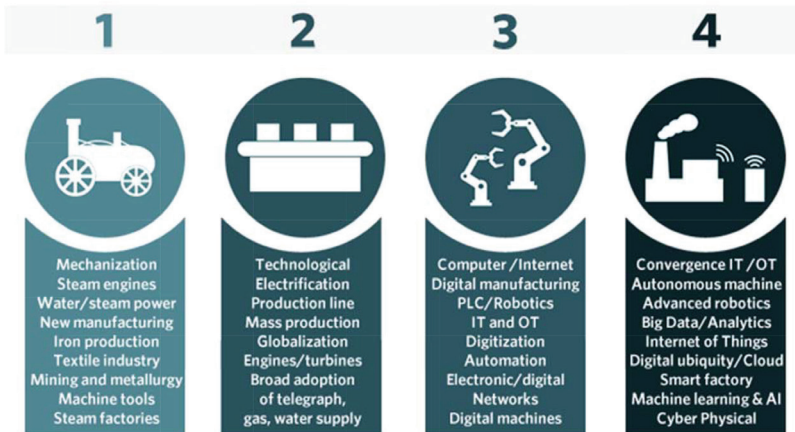 1
2
3
4
Mechanization
Steam engines
Water/steam power
New manufacturing
Iron production
Textile industry
Mining and metallurgy
Machine tools
Steam factories
Technological
Electrification
Production line
Mass production
Globalization
Engines/turbines
Broad adoption
of telegraph,
gas, water supply
Computer/Internet
Digital manufacturing
PLC/Robotics
IT and OT
Digitization
Automation
Electronic/digital
Networks
Digital machines
Convergence IT/OT
Autonomous machine
Advanced robotics
Big Data/Analytics
Internet of Things
Digital ubiquity/Cloud
Smart factory
Machine learning & AI
Cyber Physical